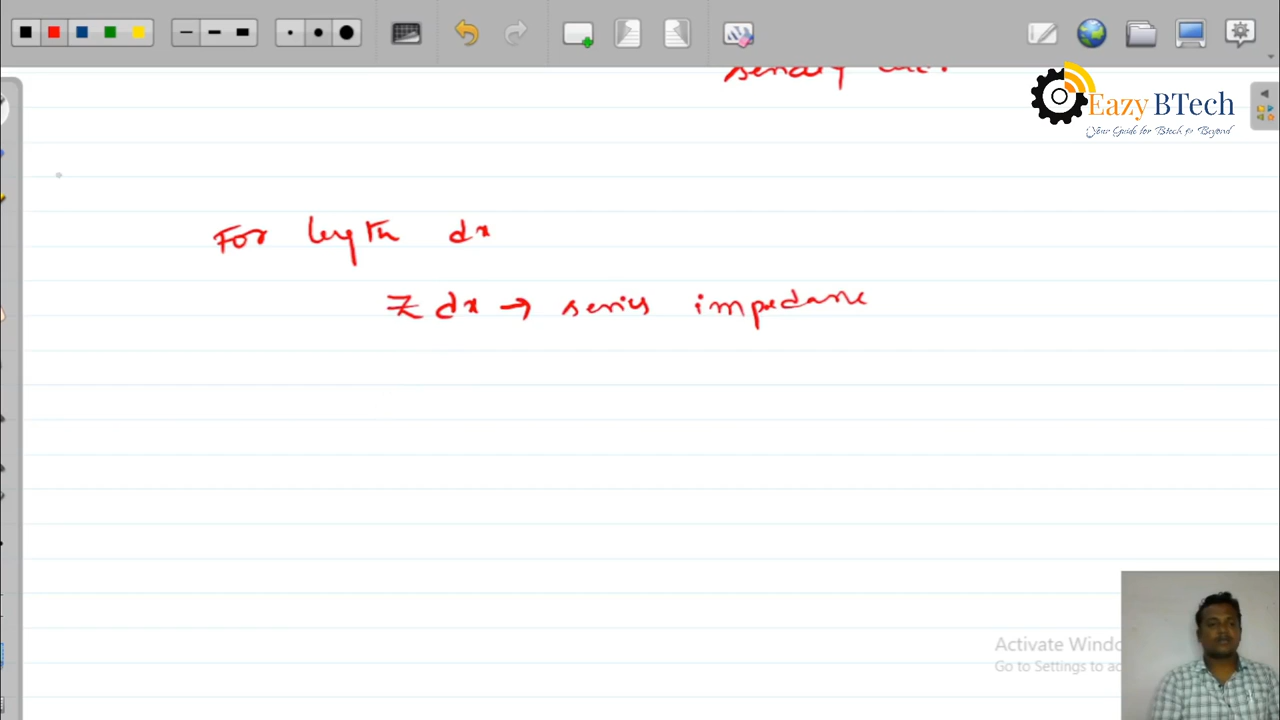 Eazy BTech
Your Guide for Btech & Beyond
For length dx
Z dx → series impedance
Activate Windo
Go to Settings to ac